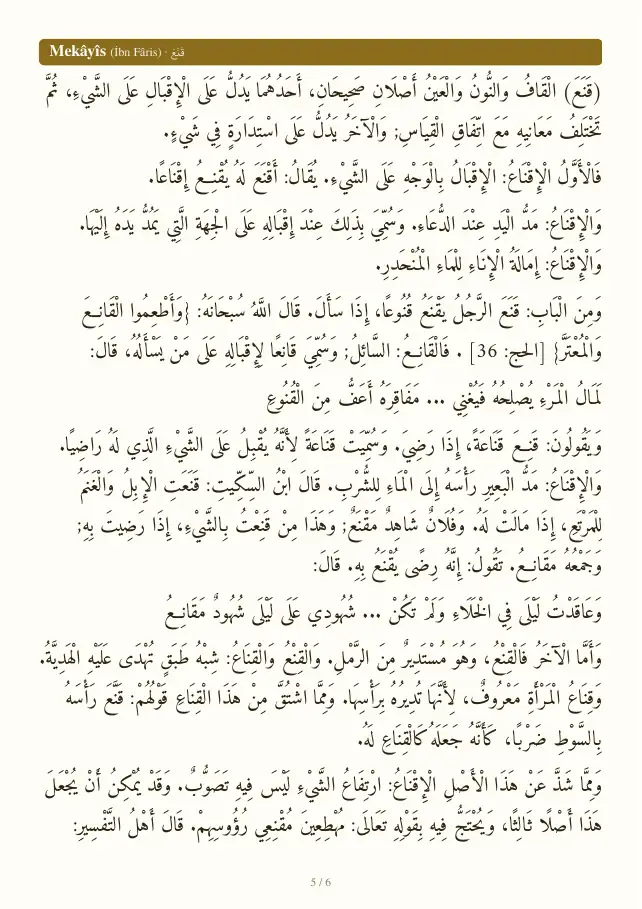 Mekâyîs (İbn Fâris) · قَنَعَ
(قَنَعَ) الْقَافُ وَالنُّونُ وَالْعَيْنُ أَصْلَانِ صَحِيحَانِ، أَحَدُهُمَا يَدُلُّ عَلَى الْإِقْبَالِ عَلَى الشَّيْءِ، ثُمَّ
تَخْتَلِفُ مَعَانِيهِ مَعَ اتِّفَاقِ الْقِيَاسِ; وَالْآخَرُ يَدُلُّ عَلَى اسْتِدَارَةٍ فِي شَيْءٍ.
فَالْأَوَّلُ الْإِقْنَاعُ: الْإِقْبَالُ بِالْوَجْهِ عَلَى الشَّيْءِ. يُقَالُ: أَقْنَعَ لَهُ يُقْنِعُ إِقْنَاعًا.
وَالْإِقْنَاعُ: مَدُّ الْيَدِ عِنْدَ الدُّعَاءِ. وَسُمِّيَ بِذَلِكَ عِنْدَ إِقْبَالِهِ عَلَى الْجِهَةِ الَّتِي يَمُدُّ يَدَهُ إِلَيْهَا.
وَالْإِقْنَاعُ: إِمَالَةُ الْإِنَاءِ لِلْمَاءِ الْمُنْحَدِرِ.
وَمِنَ الْبَابِ: قَنَعَ الرَّجُلُ يَقْنَعُ قُنُوعًا، إِذَا سَأَلَ. قَالَ اللَّهُ سُبْحَانَهُ: {وَأَطْعِمُوا الْقَانِعَ
وَالْمُعْتَرَّ} [الحج: 36] . فَالْقَانِعُ: السَّائِلُ; وَسُمِّيَ قَانِعًا لِإِقْبَالِهِ عَلَى مَنْ يَسْأَلُهُ، قَالَ:
لَمَالُ الْمَرْءِ يُصْلِحُهُ فَيُغْنِي ... مَفَاقِرَهُ أَعَفُّ مِنَ الْقُنُوعِ
وَيَقُولُونَ: قَنِعَ قَنَاعَةً، إِذَا رَضِيَ. وَسُمِّيَتْ قَنَاعَةً لِأَنَّهُ يُقْبِلُ عَلَى الشَّيْءِ الَّذِي لَهُ رَاضِيًا.
وَالْإِقْنَاعُ: مَدُّ الْبَعِيرِ رَأْسَهُ إِلَى الْمَاءِ لِلشُّرْبِ. قَالَ ابْنُ السِّكِّيتِ: قَنَعَتِ الْإِبِلُ وَالْغَنَمُ
لِلْمَرْتَعِ، إِذَا مَالَتْ لَهُ. وَفُلَانٌ شَاهِدٌ مَقْنَعٌ; وَهَذَا مِنْ قَنِعْتُ بِالشَّيْءِ، إِذَا رَضِيتَ بِهِ;
وَجَمْعُهُ مَقَانِعُ. تَقُولُ: إِنَّهُ رِضًى يُقْنَعُ بِهِ. قَالَ:
وَعَاقَدْتُ لَيْلَى فِي الْخَلَاءِ وَلَمْ تَكُنْ ... شُهُودِي عَلَى لَيْلَى شُهُودٌ مَقَانِعُ
وَأَمَّا الْآخَرُ فَالْقِنْعُ، وَهُوَ مُسْتَدِيرٌ مِنَ الرَّمْلِ. وَالْقِنْعُ وَالْقِنَاعُ: شِبْهُ طَبَقٍ تُهْدَى عَلَيْهِ الْهَدِيَّةُ.
وَقِنَاعُ الْمَرْأَةِ مَعْرُوفٌ، لِأَنَّهَا تُدِيرُهُ بِرَأْسِهَا. وَمِمَّا اشْتُقَّ مِنْ هَذَا الْقِنَاعِ قَوْلُهُمْ: قَنَّعَ رَأْسَهُ
بِالسَّوْطِ ضَرْبًا، كَأَنَّهُ جَعَلَهُ كَالْقِنَاعِ لَهُ.
وَمِمَّا شَذَّ عَنْ هَذَا الْأَصْلِ الْإِقْنَاعُ: ارْتِفَاعُ الشَّيْءِ لَيْسَ فِيهِ تَصَوُّبٌ. وَقَدْ يُمْكِنُ أَنْ يُجْعَلَ
هَذَا أَصْلًا ثَالِثًا، وَيُحْتَجُّ فِيهِ بِقَوْلِهِ تَعَالَى: مُهْطِعِينَ مُقْنِعِي رُؤُوسِهِمْ. قَالَ أَهْلُ التَّفْسِيرِ:
5 / 6